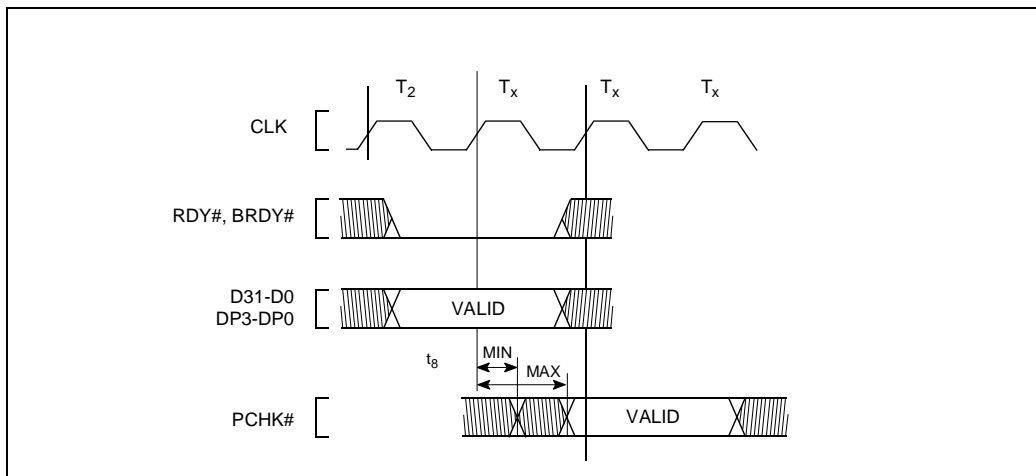 T2 Tx Tx Tx
CLK
RDY#, BRDY#
D31-D0
DP3-DP0
VALID
t8
MIN
MAX
PCHK#
VALID